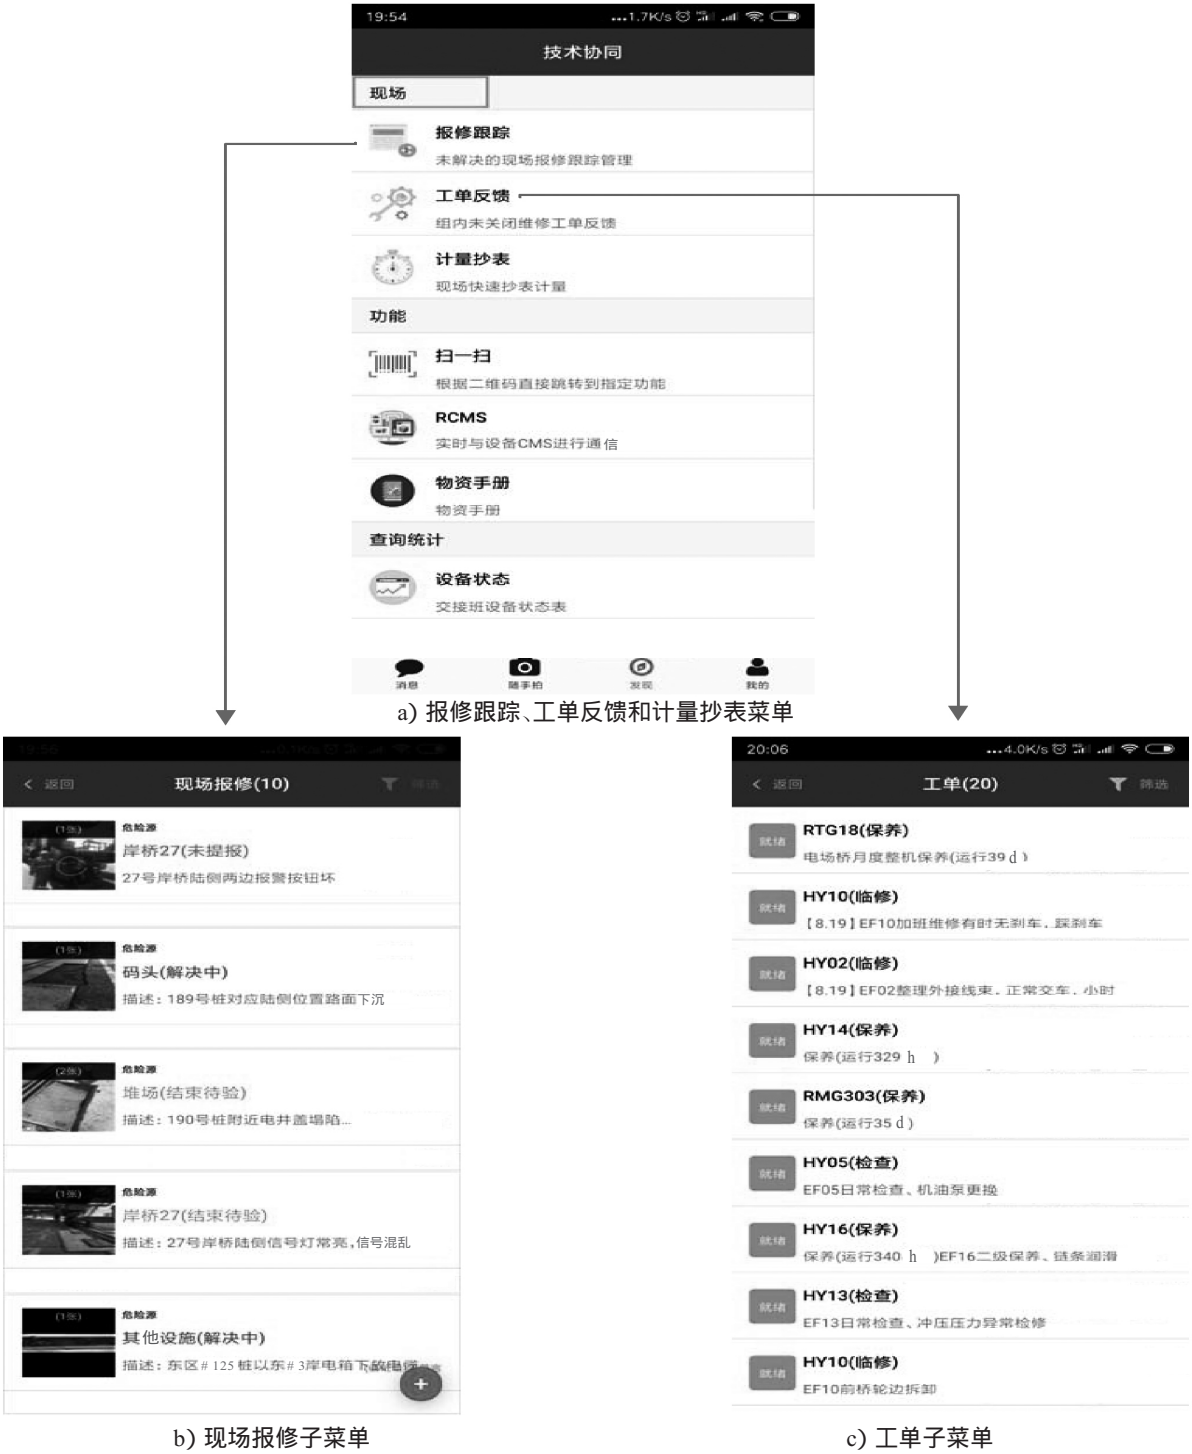 19:54
...1.7K/s
技术协同
现场
报修跟踪
未解决的现场报修跟踪管理
工单反馈
组内未关闭维修工单反馈
计量抄表
现场快速抄表计量
功能
扫一扫
根据二维码直接跳转到指定功能
RCMS
实时与设备CMS进行通信
物资手册
物资手册
查询统计
设备状态
交接班设备状态表
消息 随手拍 发现 我的
a) 报修跟踪、工单反馈和计量抄表菜单
19:56 ...0.1K/s
< 返回 现场报修(10) 筛选
(1张) 危险源
岸桥27(未提报)
27号岸桥陆侧两边报警按钮坏
(1张) 危险源
码头(解决中)
描述: 189号桩对应陆侧位置路面下沉
(2张) 危险源
堆场(结束待验)
描述: 190号桩附近电井盖塌陷...
(1张) 危险源
岸桥27(结束待验)
描述: 27号岸桥陆侧信号灯常亮,信号混乱
(1张) 危险源
其他设施(解决中)
描述: 东区# 125 桩以东# 3岸电箱下放电缆
+
b) 现场报修子菜单
20:06 ...4.0K/s
< 返回 工单(20) 筛选
就绪 RTG18(保养)
电场桥月度整机保养(运行39 d )
就绪 HY10(临修)
【8.19】EF10加班维修有时无刹车，踩刹车
就绪 HY02(临修)
【8.19】EF02整理外接线束，正常交车，小时
就绪 HY14(保养)
保养(运行329 h )
就绪 RMG303(保养)
保养(运行35 d )
就绪 HY05(检查)
EF05日常检查、机油泵更换
就绪 HY16(保养)
保养(运行340 h )EF16二级保养、链条润滑
就绪 HY13(检查)
EF13日常检查、冲压压力异常检修
就绪 HY10(临修)
EF10前桥轮边拆卸
c) 工单子菜单